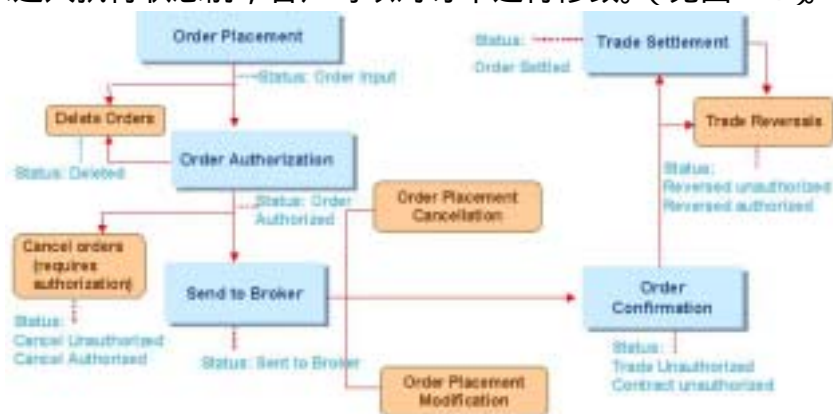 Order Placement
Status: Order Input
Delete Orders
Status: Deleted
Order Authorization
Status: Order
Authorized
Cancel orders
(requires
authorization)
Status:
Cancel Unauthorized
Cancel Authorized
Send to Broker
Status: Sent to Broker
Order Placement
Cancellation
Order Placement
Modification
Order
Confirmation
Status:
Trade Unauthorized
Contract unauthorized
Status:
Order Settled
Trade Settlement
Trade Reversals
Status:
Reversed unauthorized
Reversed authorized